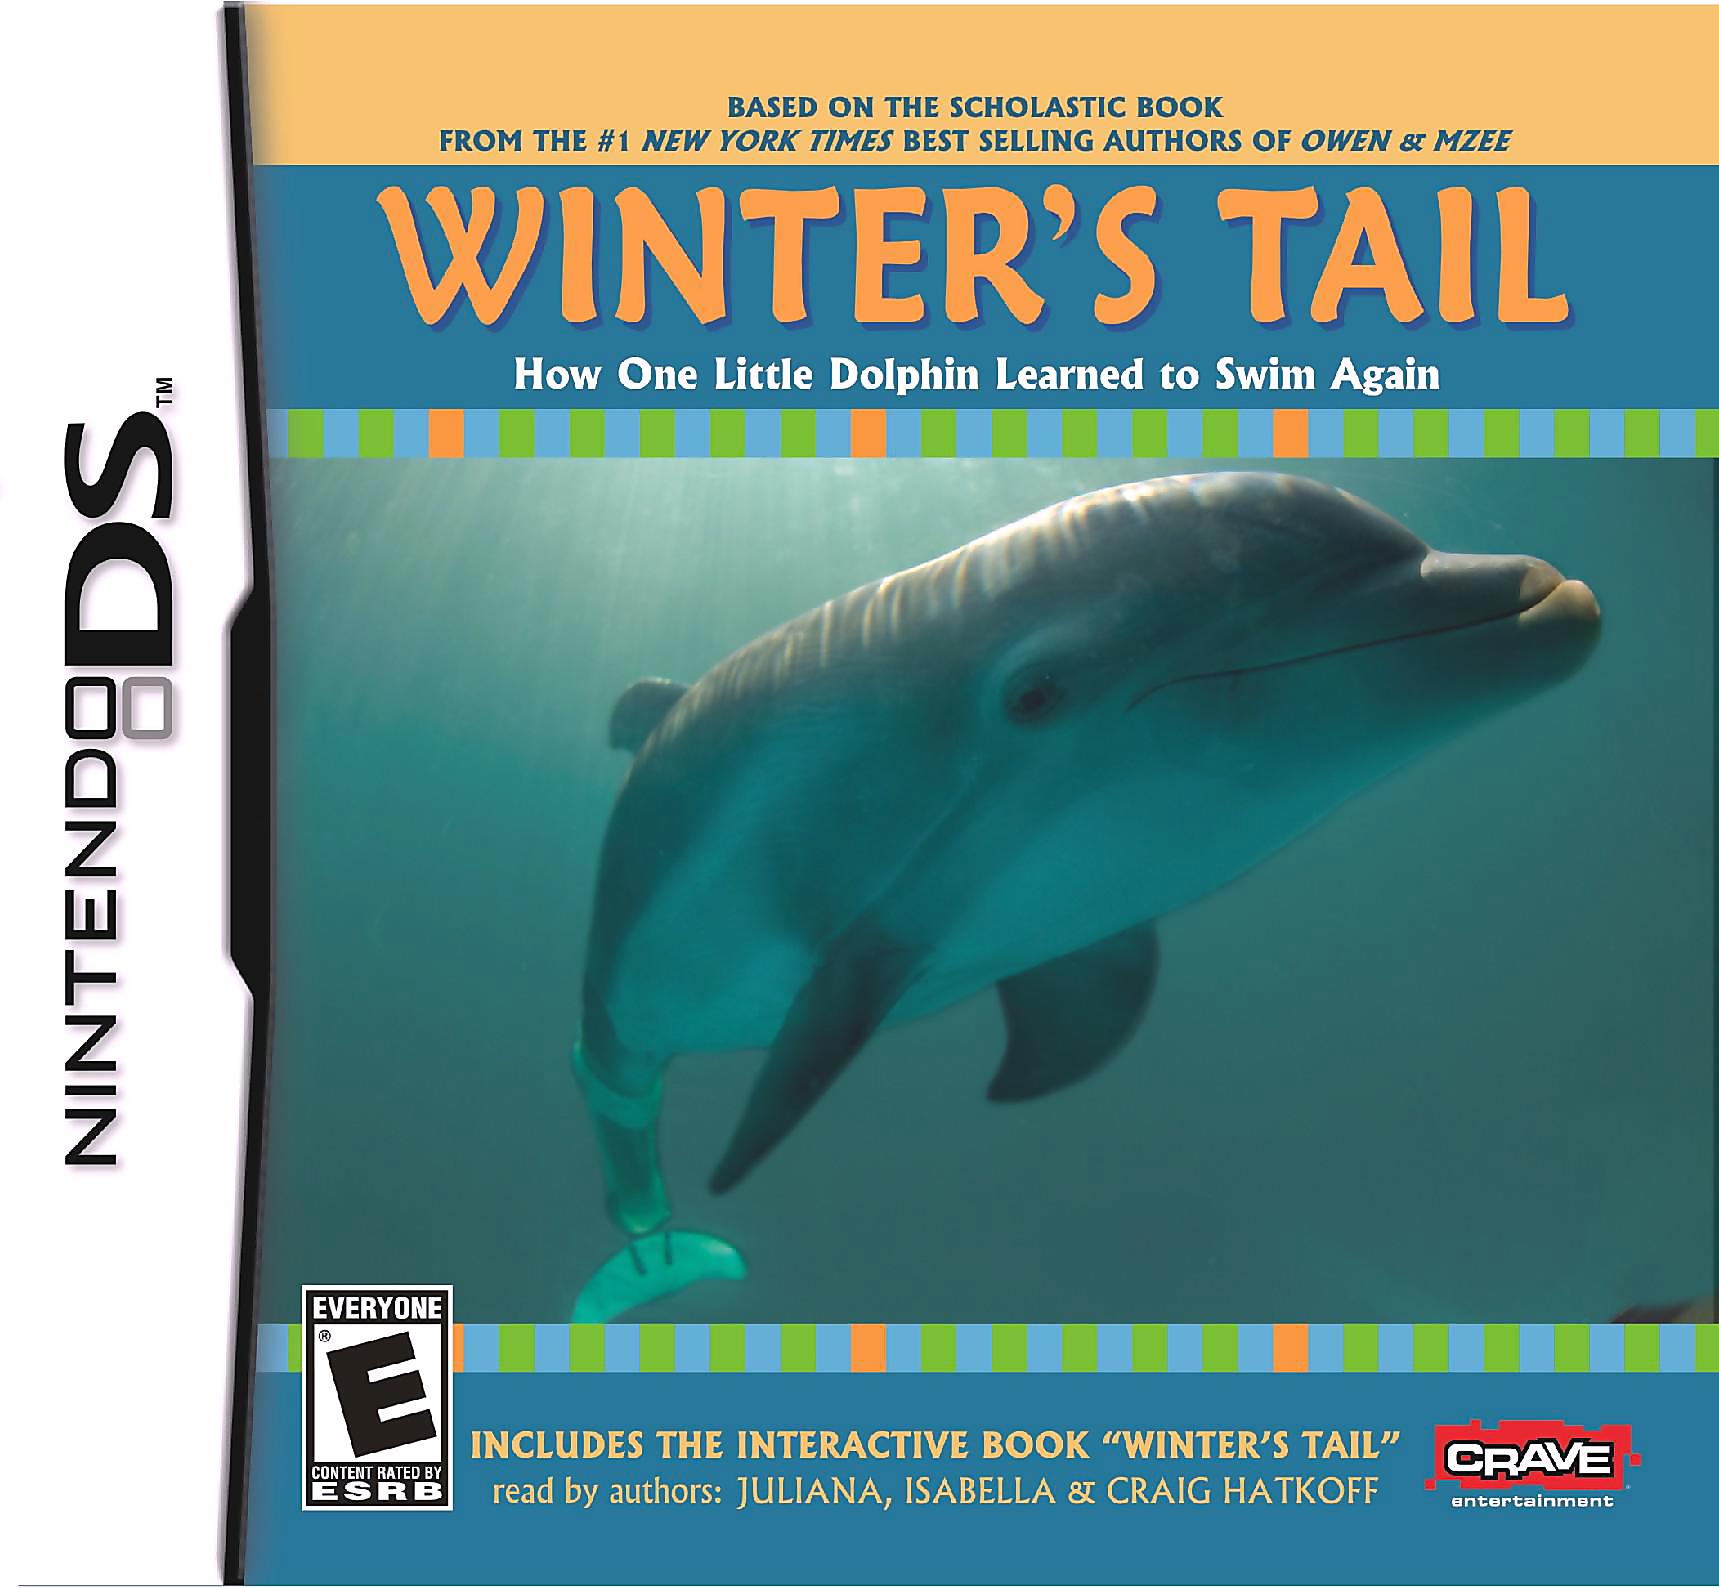 BASED ON THE SCHOLASTIC BOOK
FROM THE #1 NEW YORK TIMES BEST SELLING AUTHORS OF OWEN & MZEE
WINTER'S TAIL
How One Little Dolphin Learned to Swim Again
NINTENDO DS™
EVERYONE
E®
CONTENT RATED BY
ESRB
INCLUDES THE INTERACTIVE BOOK “WINTER'S TAIL”
read by authors: JULIANA, ISABELLA & CRAIG HATKOFF
CRAVE
entertainment